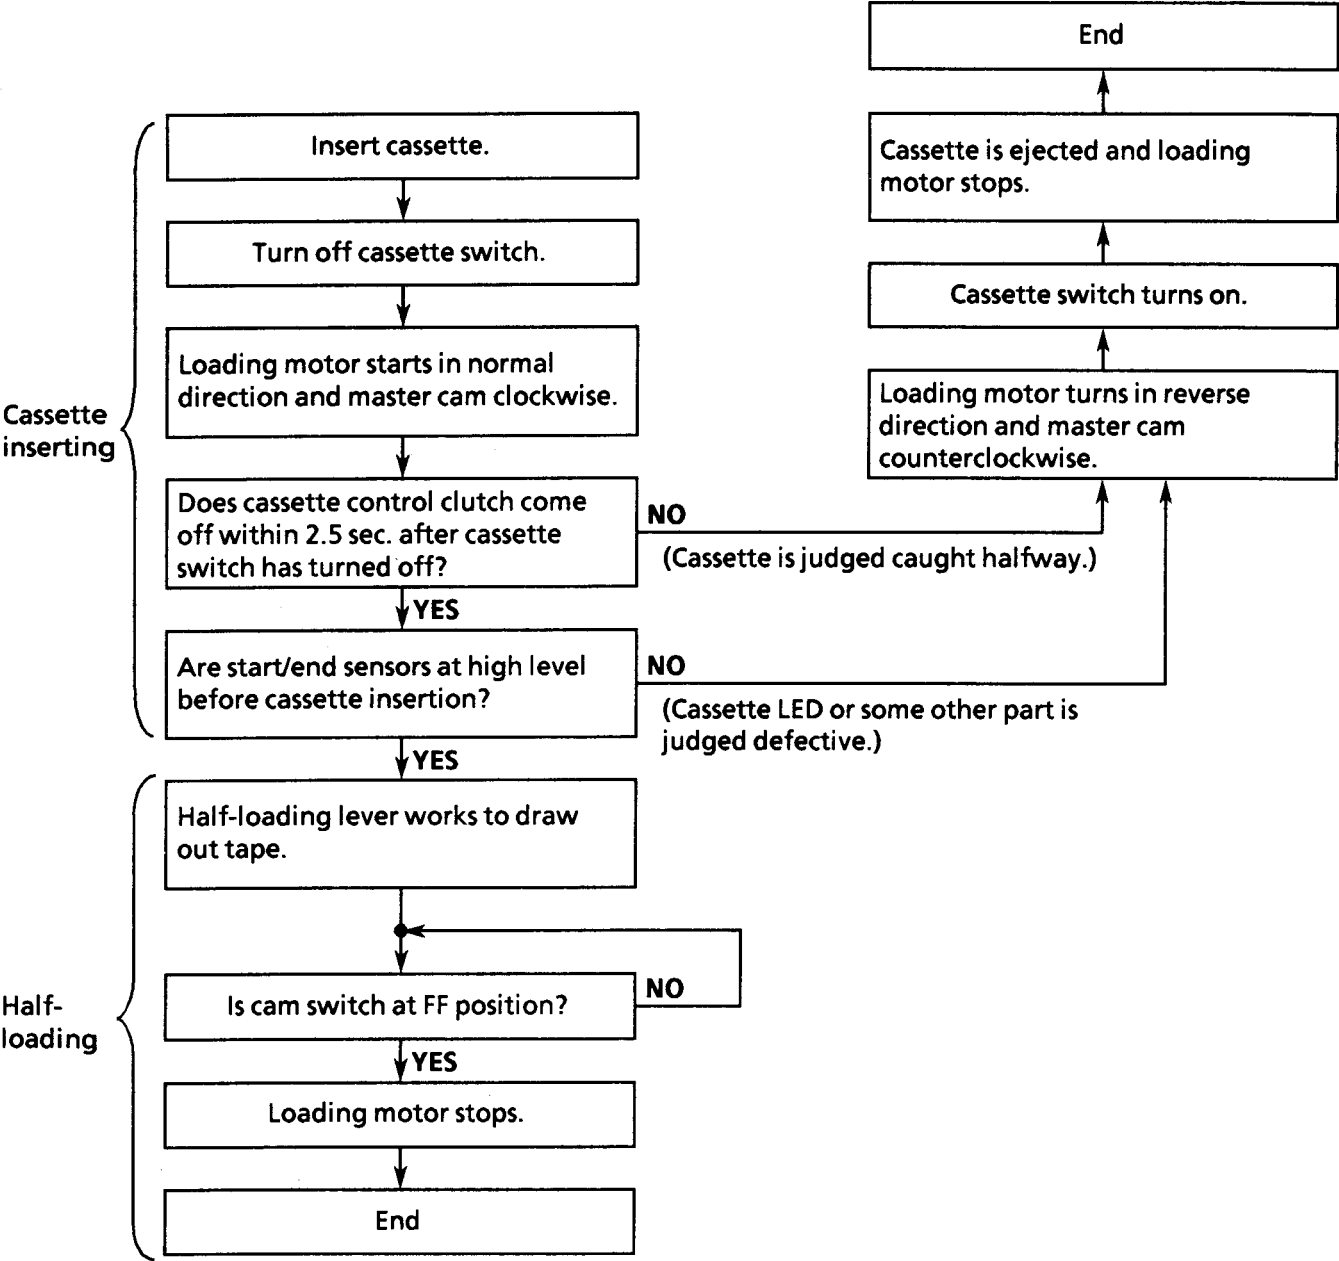 End
Cassette is ejected and loading
motor stops.
Cassette switch turns on.
Loading motor turns in reverse
direction and master cam
counterclockwise.
Cassette
inserting
Insert cassette.
Turn off cassette switch.
Loading motor starts in normal
direction and master cam clockwise.
Does cassette control clutch come
off within 2.5 sec. after cassette
switch has turned off?
NO
(Cassette is judged caught halfway.)
YES
Are start/end sensors at high level
before cassette insertion?
NO
(Cassette LED or some other part is
judged defective.)
YES
Half-
loading
Half-loading lever works to draw
out tape.
Is cam switch at FF position?
NO
YES
Loading motor stops.
End